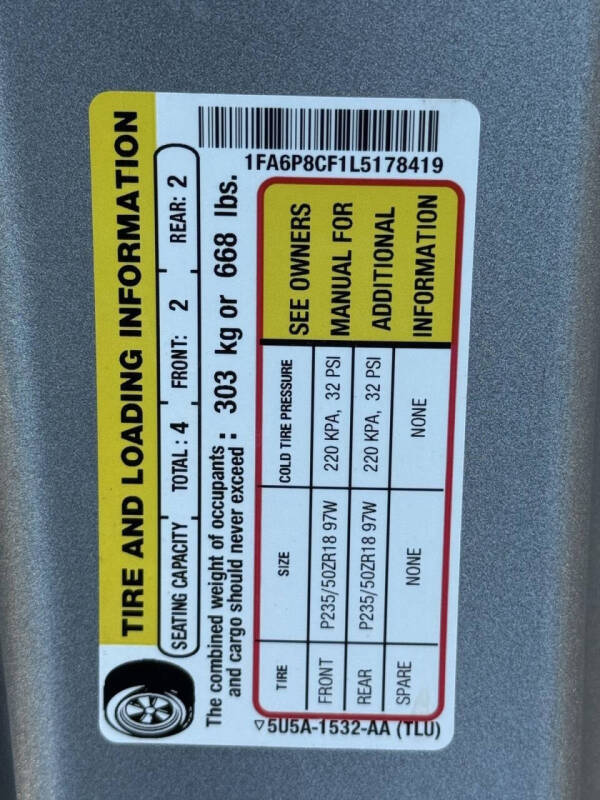 TIRE AND LOADING INFORMATION
SEATING CAPACITY TOTAL : 4 FRONT: 2 REAR: 2
The combined weight of occupants
and cargo should never exceed : 303 kg or 668 lbs.
1FA6P8CF1L5178419
TIRE SIZE COLD TIRE PRESSURE
FRONT P235/50ZR18 97W 220 KPA, 32 PSI
REAR P235/50ZR18 97W 220 KPA, 32 PSI
SPARE NONE NONE
SEE OWNERS
MANUAL FOR
ADDITIONAL
INFORMATION
5U5A-1532-AA (TLU)